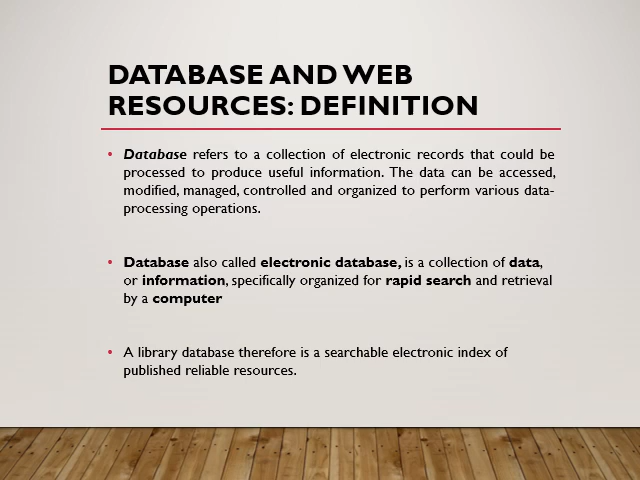 DATABASE AND WEB
RESOURCES: DEFINITION
• Database refers to a collection of electronic records that could be
processed to produce useful information. The data can be accessed,
modified, managed, controlled and organized to perform various data-
processing operations.
• Database also called electronic database, is a collection of data,
or information, specifically organized for rapid search and retrieval
by a computer
• A library database therefore is a searchable electronic index of
published reliable resources.